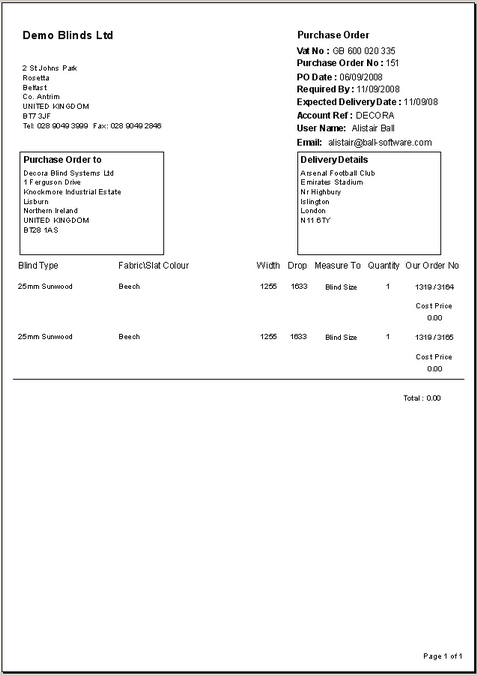 Demo Blinds Ltd
2 St Johns Park
Rosetta
Belfast
Co. Antrim
UNITED KINGDOM
BT7 3JF
Tel: 028 9049 3999 Fax: 028 9049 2846
Purchase Order
Vat No : GB 600 020 335
Purchase Order No : 151
PO Date : 06/09/2008
Required By : 11/09/2008
Expected Delivery Date : 11/09/08
Account Ref : DECORA
User Name: Alistair Ball
Email: alistair@ball-software.com
Purchase Order to
Decora Blind Systems Ltd
1 Ferguson Drive
Knockmore Industrial Estate
Lisburn
Northern Ireland
UNITED KINGDOM
BT28 1AS
Delivery Details
Arsenal Football Club
Emirates Stadium
Nr Highbury
Islington
London
N11 6TY
Blind Type Fabric\Slat Colour Width Drop Measure To Quantity Our Order No
25mm Sunwood Beech 1255 1633 Blind Size 1 1319 / 3164
Cost Price
0.00
25mm Sunwood Beech 1255 1633 Blind Size 1 1319 / 3165
Cost Price
0.00
Total : 0.00
Page 1 of 1